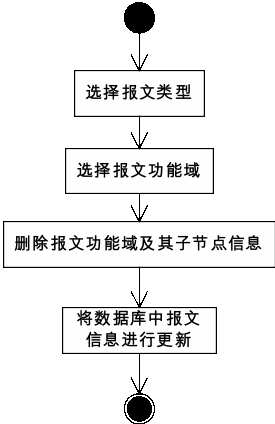 选择报文类型
选择报文功能域
删除报文功能域及其子节点信息
将数据库中报文
信息进行更新